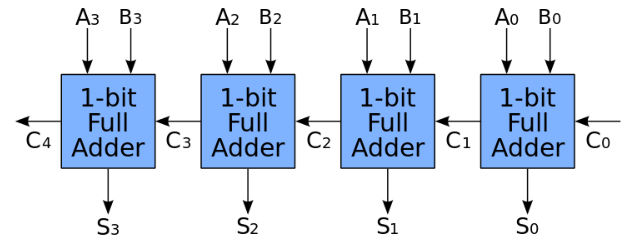 A3 B3 A2 B2 A1 B1 A0 B0
1-bit Full Adder
1-bit Full Adder
1-bit Full Adder
1-bit Full Adder
C4 C3 C2 C1 C0
S3 S2 S1 S0